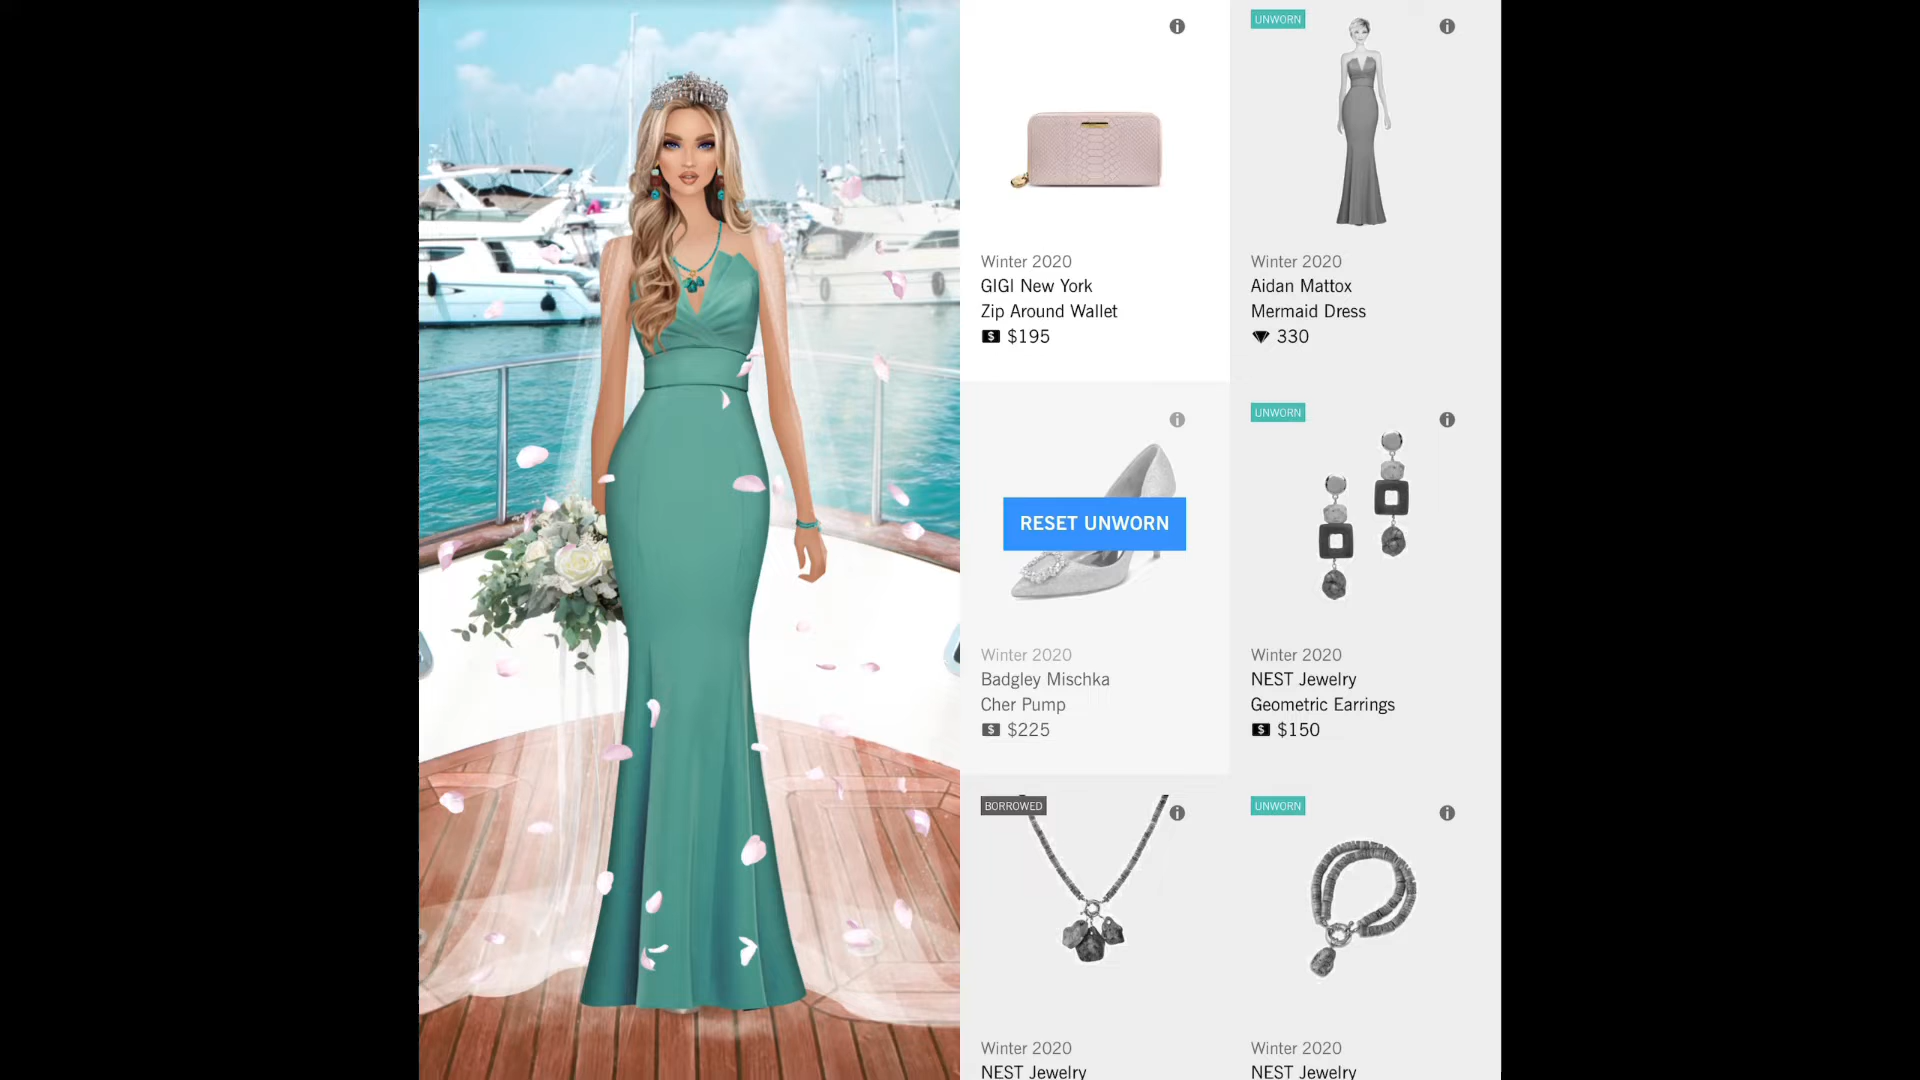 Winter 2020
GIGI New York
Zip Around Wallet
$195
UNWORN
Winter 2020
Aidan Mattox
Mermaid Dress
330
RESET UNWORN
Winter 2020
Badgley Mischka
Cher Pump
$225
UNWORN
Winter 2020
NEST Jewelry
Geometric Earrings
$150
BORROWED
Winter 2020
NEST Jewelry
UNWORN
Winter 2020
NEST Jewelry